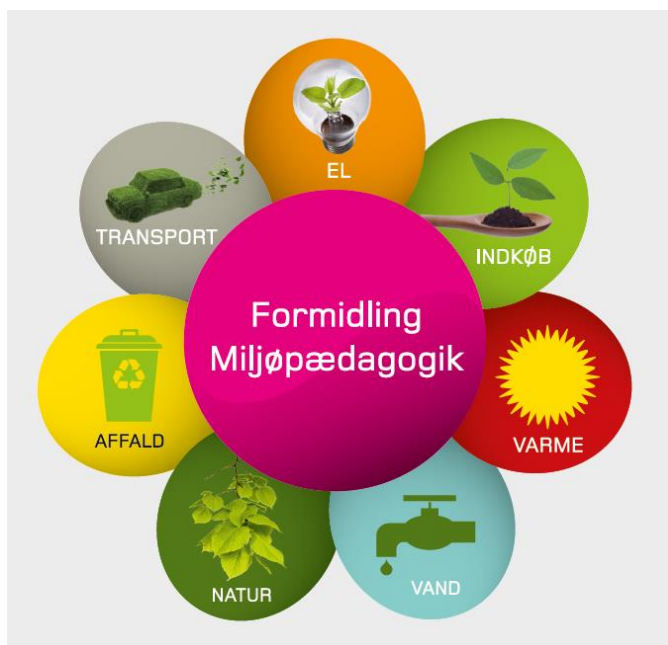 EL
INDKØB
VARME
VAND
NATUR
AFFALD
TRANSPORT
Formidling
Miljøpædagogik